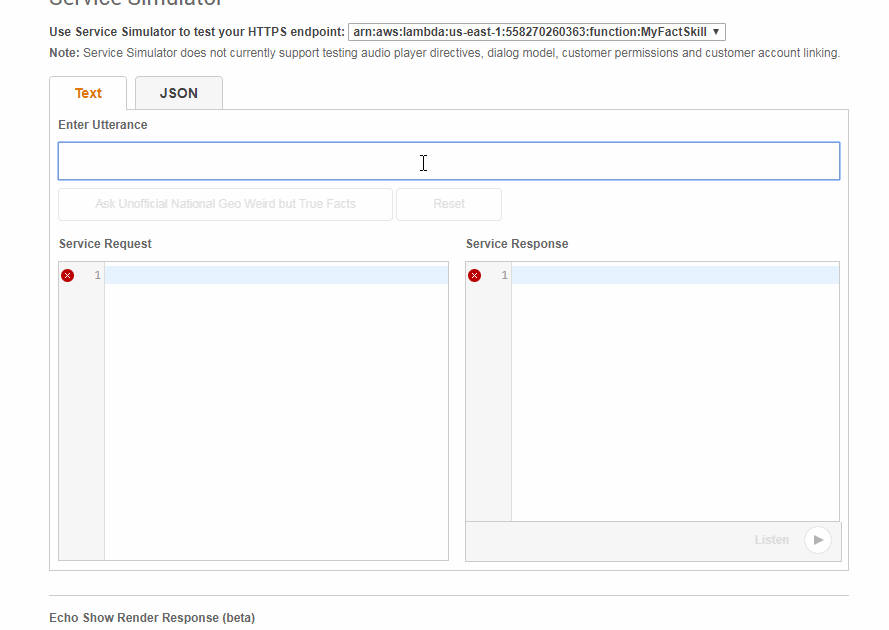 Service Simulator
Use Service Simulator to test your HTTPS endpoint: arn:aws:lambda:us-east-1:558270260363:function:MyFactSkill ▼
Note: Service Simulator does not currently support testing audio player directives, dialog model, customer permissions and customer account linking.
Text JSON
Enter Utterance
Ask Unofficial National Geo Weird but True Facts Reset
Service Request Service Response
1 1
Listen
Echo Show Render Response (beta)